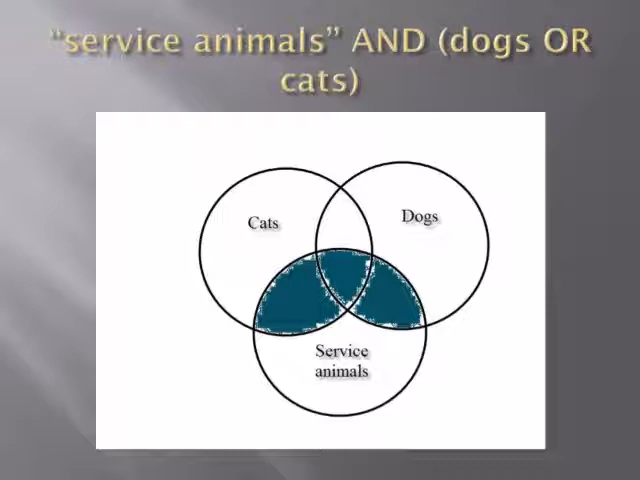 “service animals” AND (dogs OR
cats)
Cats
Dogs
Service
animals